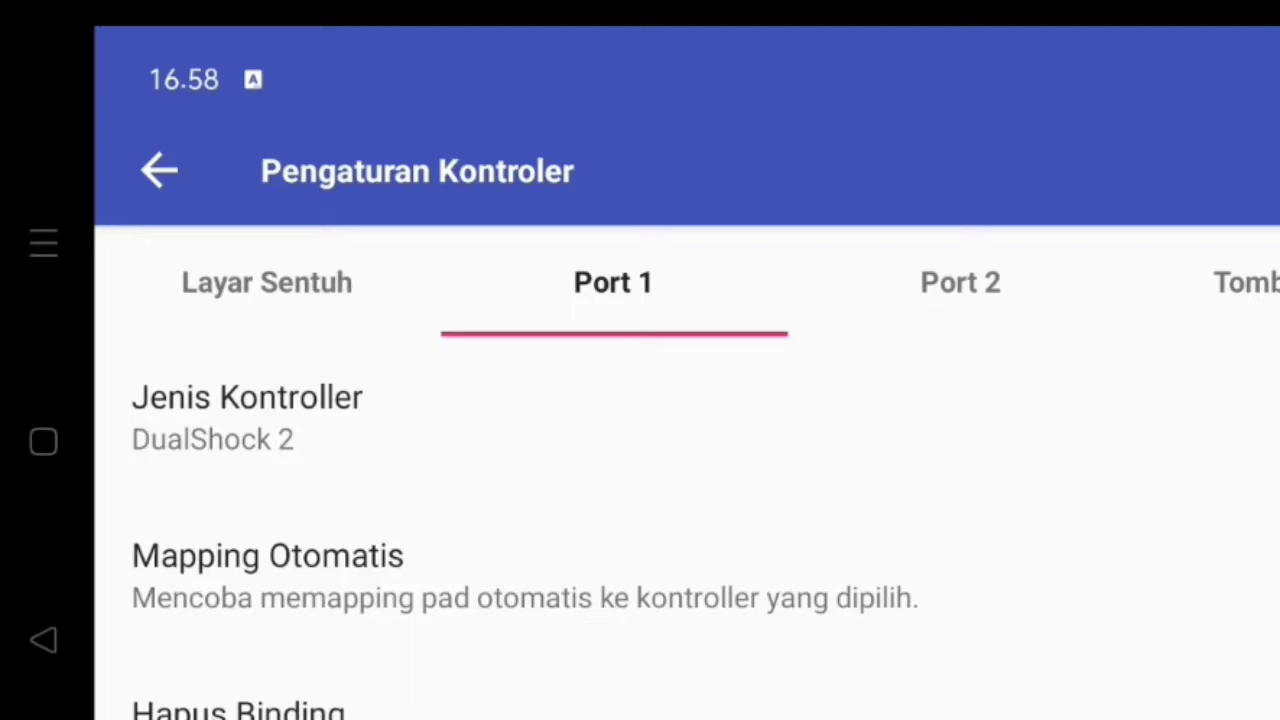 16.58 A
Pengaturan Kontroler
Layar Sentuh Port 1 Port 2 Tomb
Jenis Kontroller
DualShock 2
Mapping Otomatis
Mencoba memapping pad otomatis ke kontroller yang dipilih.
Hapus Binding